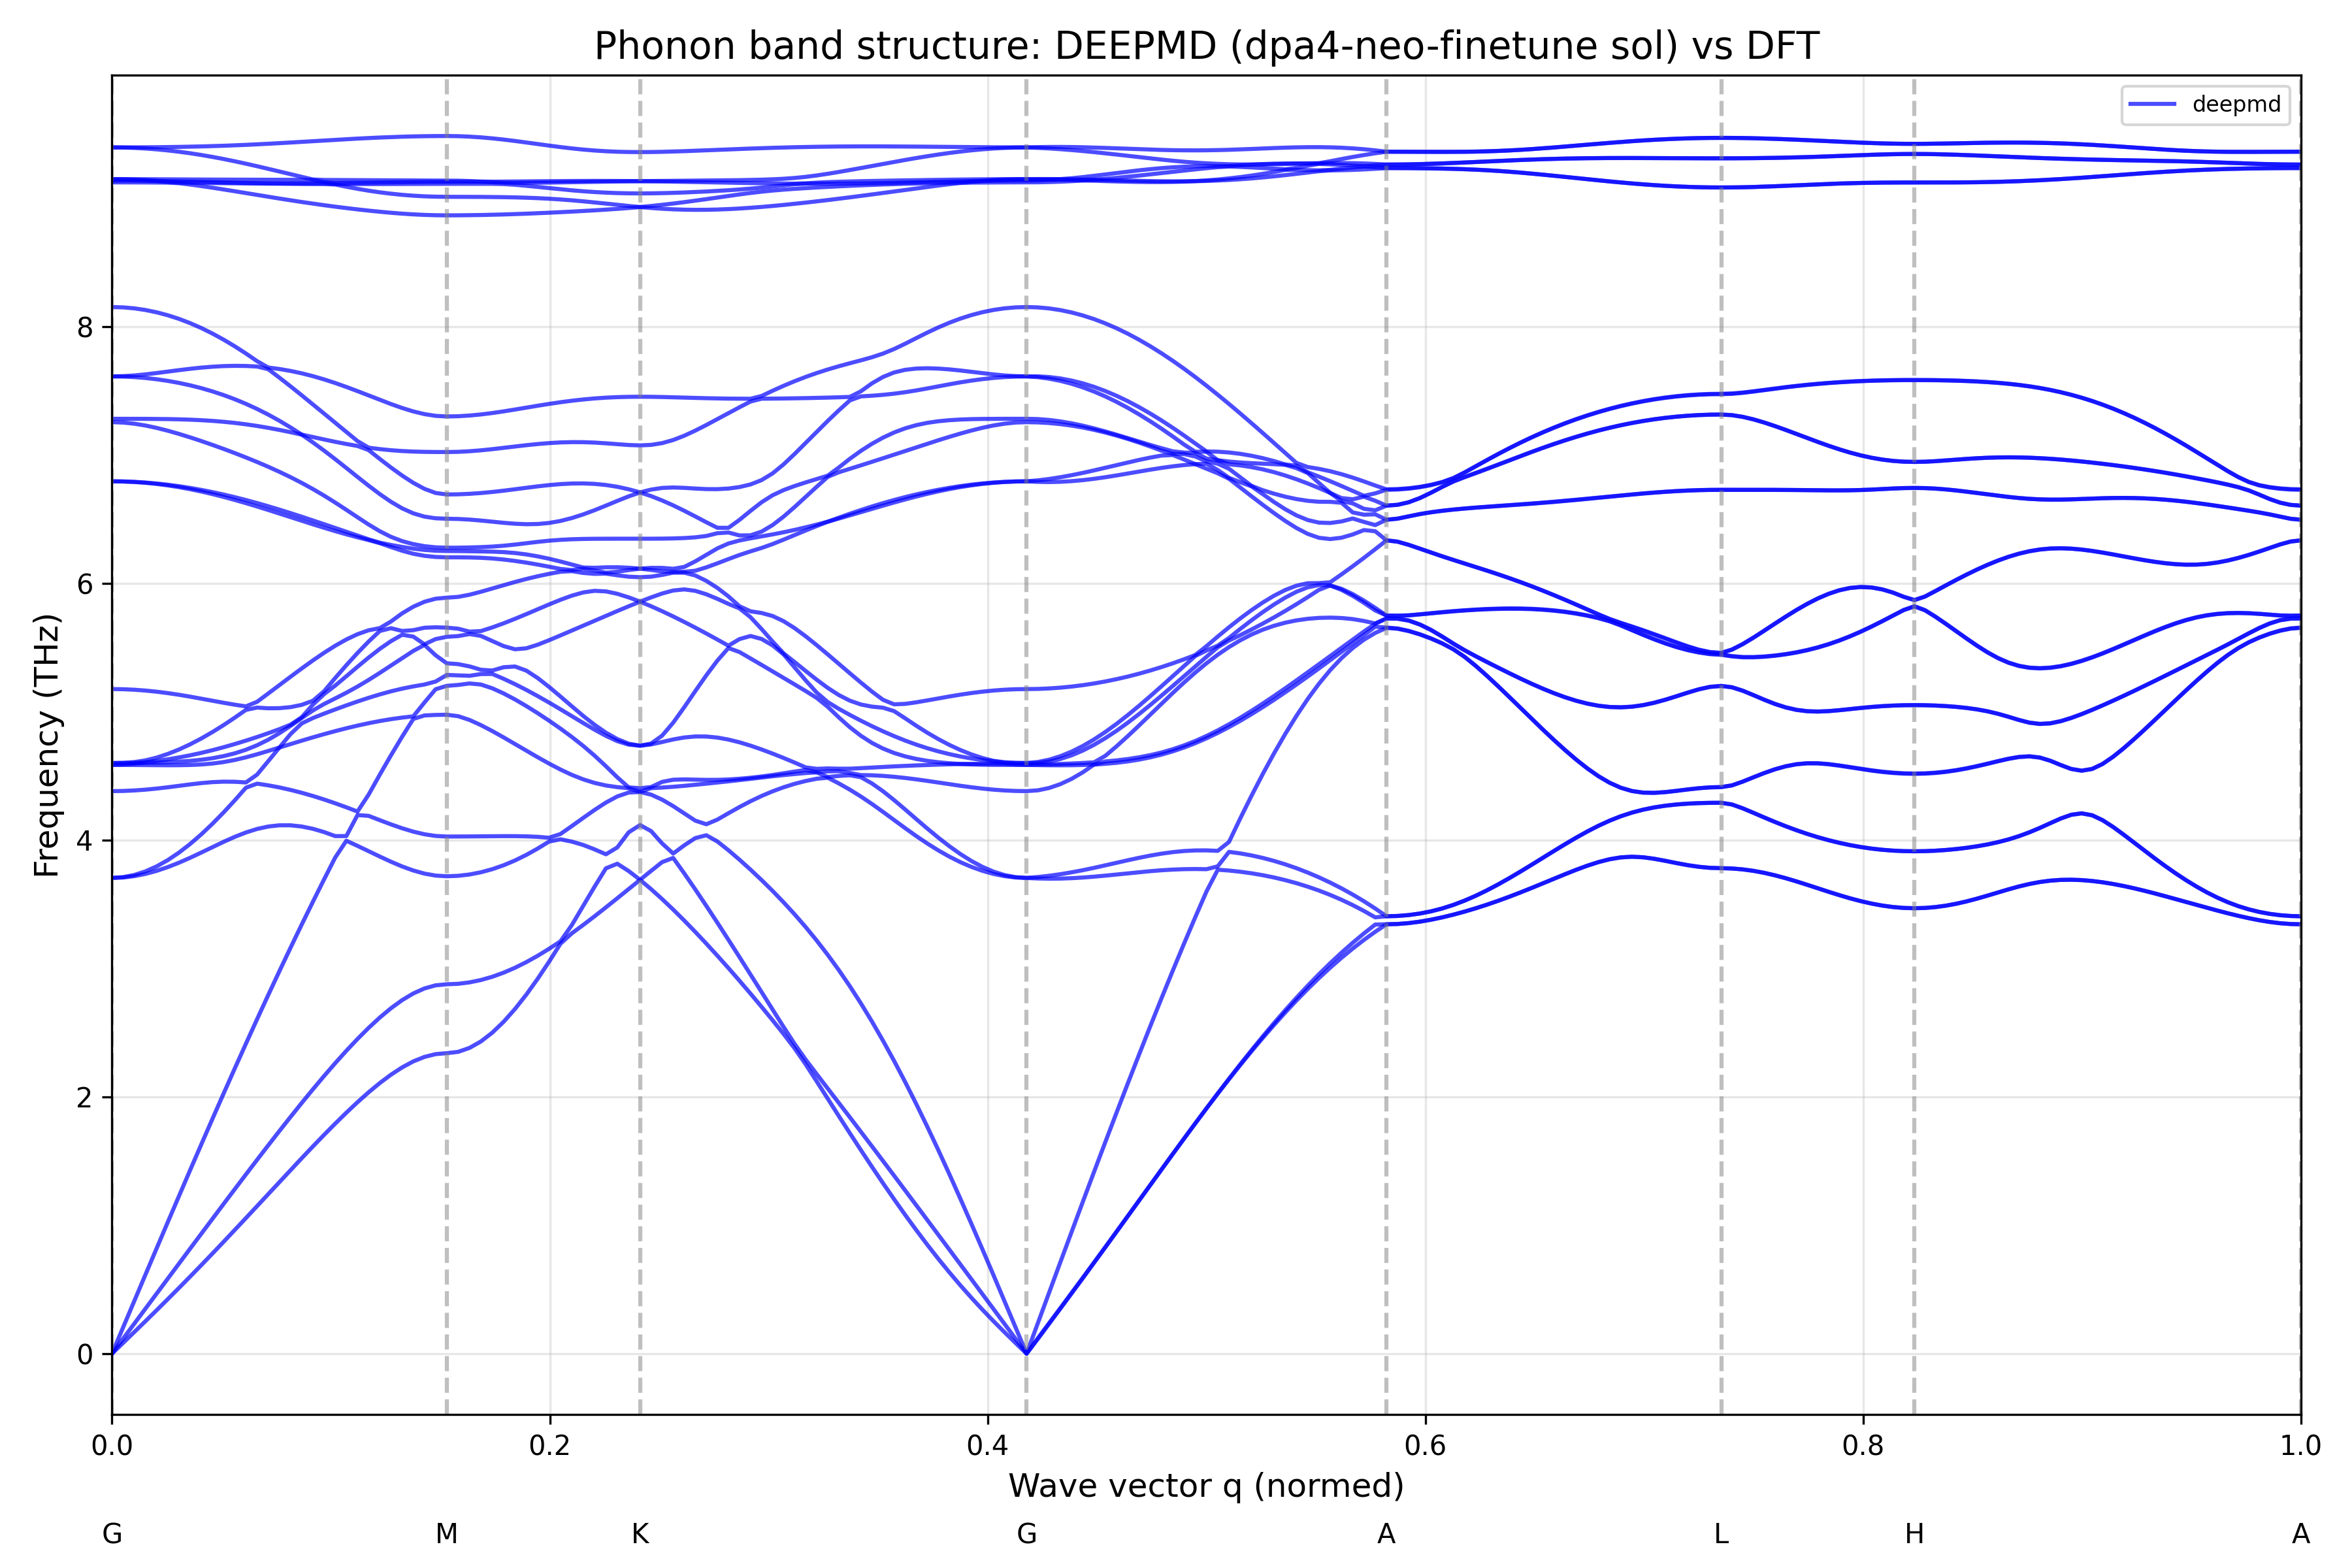 Phonon band structure: DEEPMD (dpa4-neo-finetune sol) vs DFT
deepmd
Frequency (THz)
8
6
4
2
0
0.0 0.2 0.4 0.6 0.8 1.0
Wave vector q (normed)
G M K G A L H A